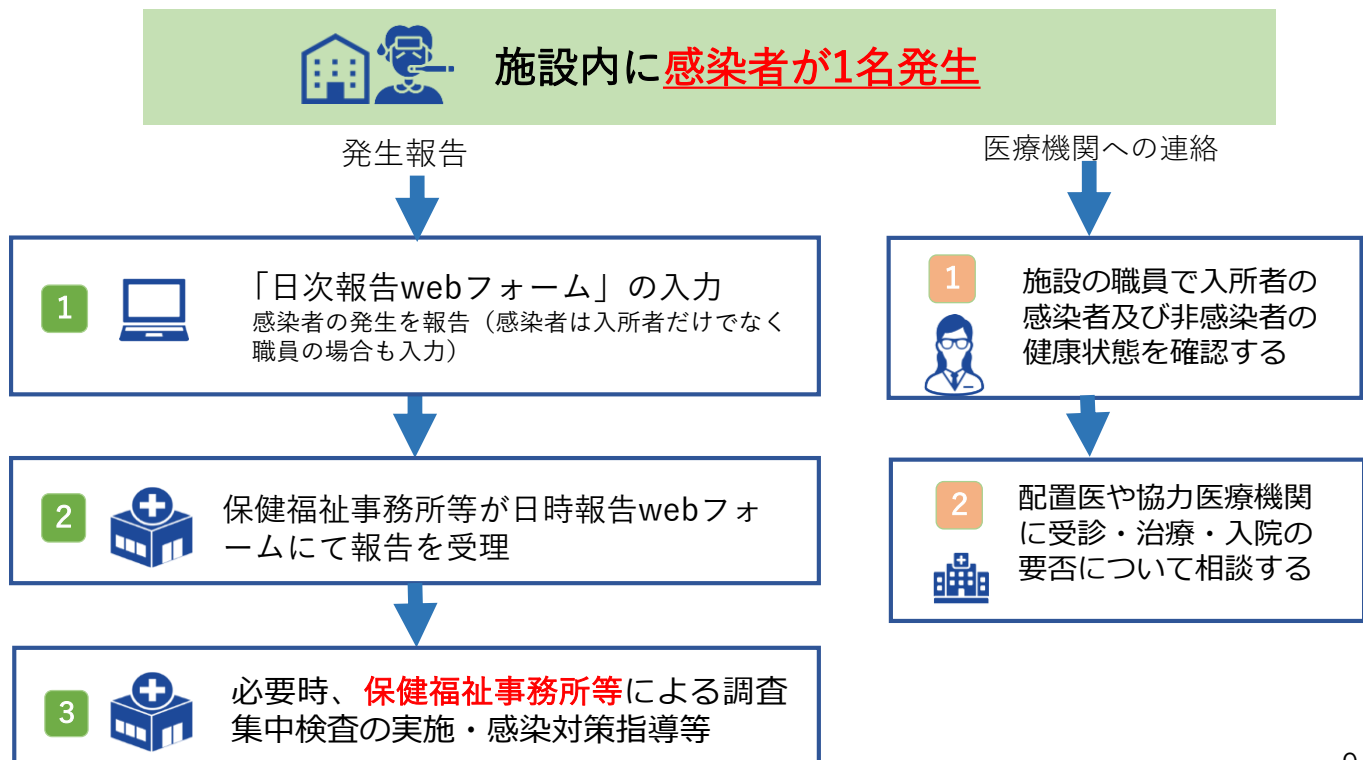 施設内に感染者が1名発生
発生報告
1
「日次報告webフォーム」の入力
感染者の発生を報告（感染者は入所者だけでなく
職員の場合も入力）
2
保健福祉事務所等が日時報告webフォ
ームにて報告を受理
3
必要時、保健福祉事務所等による調査
集中検査の実施・感染対策指導等
医療機関への連絡
1
施設の職員で入所者の
感染者及び非感染者の
健康状態を確認する
2
配置医や協力医療機関
に受診・治療・入院の
要否について相談する